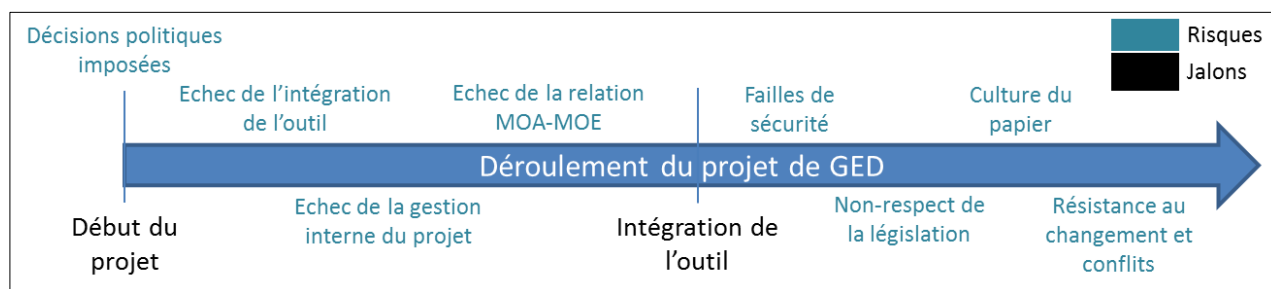 Décisions politiques
imposées
Risques
Jalons
Echec de l'intégration
de l'outil
Echec de la relation
MOA-MOE
Failles de
sécurité
Culture du
papier
Déroulement du projet de GED
Début du
projet
Echec de la gestion
interne du projet
Intégration de
l'outil
Non-respect de
la législation
Résistance au
changement et
conflits